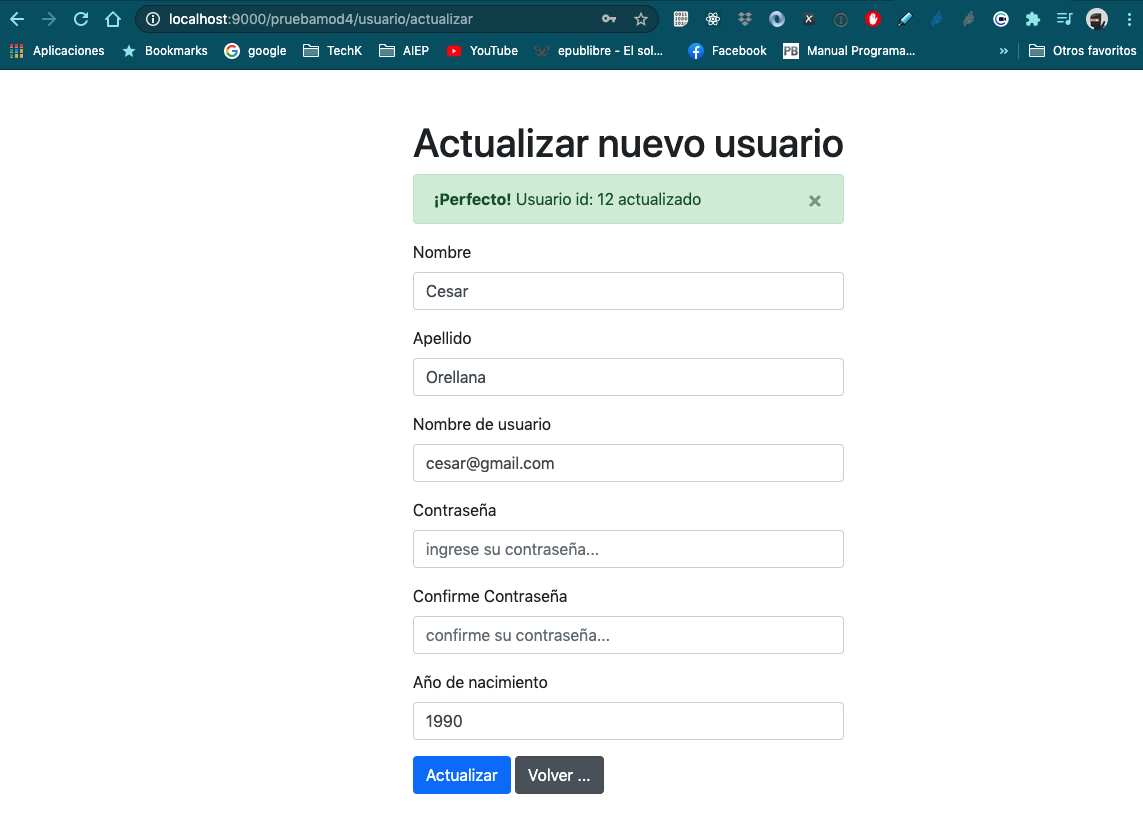 localhost:9000/pruebamod4/usuario/actualizar
Aplicaciones Bookmarks google TechK AIEP YouTube epublibre - El sol... Facebook PB Manual Programa... » Otros favoritos
Actualizar nuevo usuario
¡Perfecto! Usuario id: 12 actualizado ×
Nombre
Cesar
Apellido
Orellana
Nombre de usuario
cesar@gmail.com
Contraseña
ingrese su contraseña...
Confirme Contraseña
confirme su contraseña...
Año de nacimiento
1990
Actualizar Volver ...